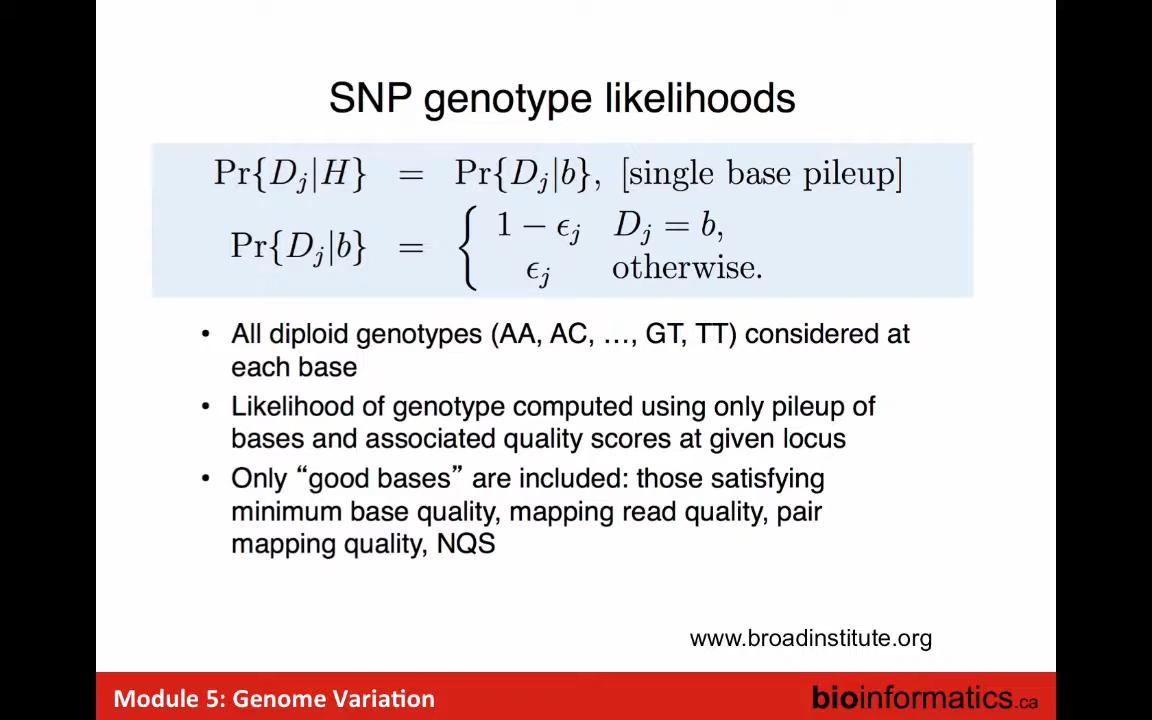 SNP genotype likelihoods
Pr{D_j|H} = Pr{D_j|b}, [single base pileup]
Pr{D_j|b} = { 1 − ϵ_j D_j = b,
ϵ_j otherwise.
• All diploid genotypes (AA, AC, …, GT, TT) considered at
each base
• Likelihood of genotype computed using only pileup of
bases and associated quality scores at given locus
• Only “good bases” are included: those satisfying
minimum base quality, mapping read quality, pair
mapping quality, NQS
www.broadinstitute.org
Module 5: Genome Variation
bioinformatics.ca